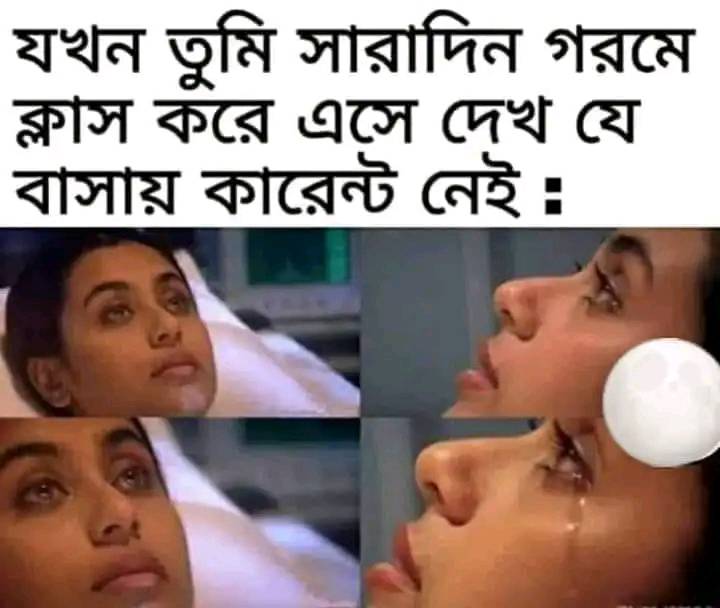 যখন তুমি সারাদিন গরমে
ক্লাস করে এসে দেখ যে
বাসায় কারেন্ট নেই :